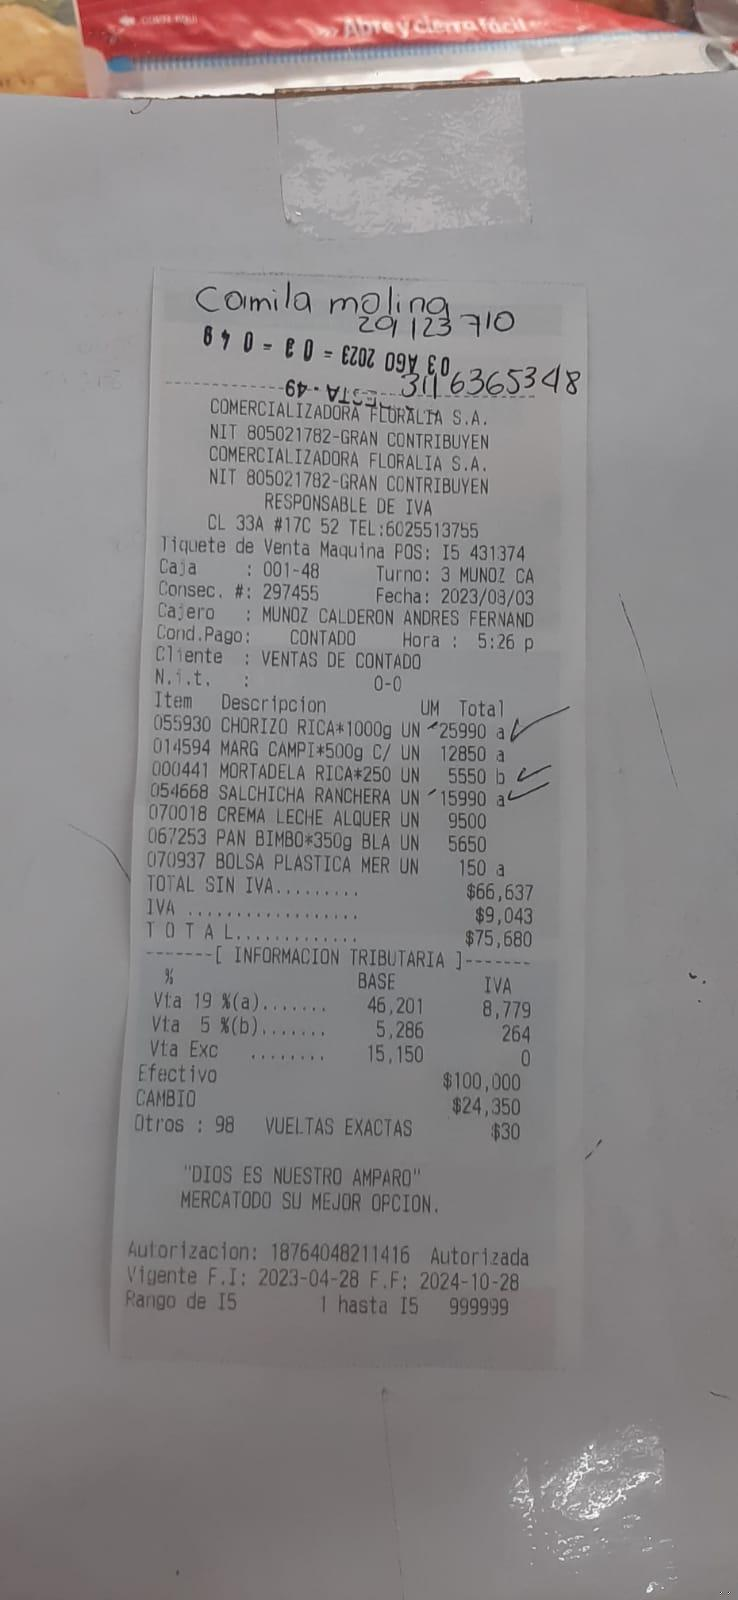 Abre y cierra fácil
Camila molina
29 123 710
03 AGO 2023 = 03 = 049
311 6365348
COMERCIALIZADORA FLORALIA S.A.
NIT 805021782-GRAN CONTRIBUYEN
COMERCIALIZADORA FLORALIA S.A.
NIT 805021782-GRAN CONTRIBUYEN
RESPONSABLE DE IVA
CL 33A #17C 52 TEL:6025513755
Tiquete de Venta Maquina POS: I5 431374
Caja : 001-48 Turno: 3 MUNOZ CA
Consec. #: 297455 Fecha: 2023/08/03
Cajero : MUNOZ CALDERON ANDRES FERNAND
Cond.Pago: CONTADO Hora : 5:26 p
Cliente : VENTAS DE CONTADO
N.i.t. : 0-0
Item Descripcion UM Total
055930 CHORIZO RICA*1000g UN 25990 a
014594 MARG CAMPI*500g C/ UN 12850 a
000441 MORTADELA RICA*250 UN 5550 b
054668 SALCHICHA RANCHERA UN 15990 a
070018 CREMA LECHE ALQUER UN 9500
067253 PAN BIMBO*350g BLA UN 5650
070937 BOLSA PLASTICA MER UN 150 a
TOTAL SIN IVA......... $66,637
IVA .................. $9,043
T O T A L............. $75,680
-------[ INFORMACION TRIBUTARIA ]-------
% BASE IVA
Vta 19 %(a)....... 46,201 8,779
Vta 5 %(b)....... 5,286 264
Vta Exc ........ 15,150 0
Efectivo $100,000
CAMBIO $24,350
Otros : 98 VUELTAS EXACTAS $30
"DIOS ES NUESTRO AMPARO"
MERCATODO SU MEJOR OPCION.
Autorizacion: 18764048211416 Autorizada
Vigente F.I: 2023-04-28 F.F: 2024-10-28
Rango de I5 1 hasta I5 999999